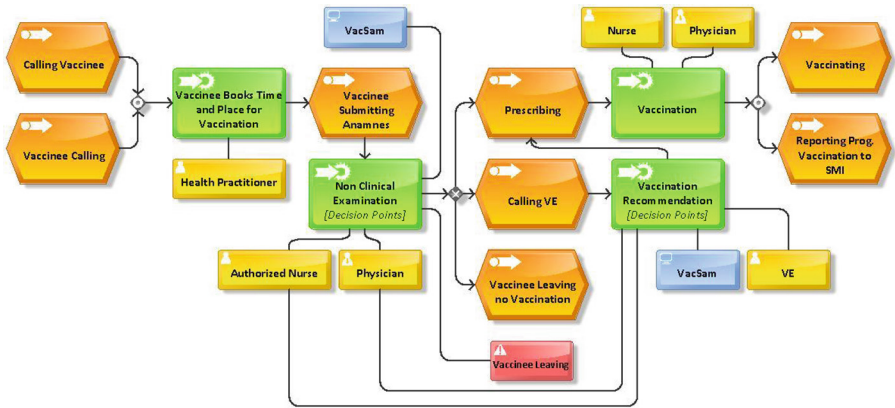 Calling Vaccinee
Vaccinee Calling
Vaccinee Books Time
and Place for
Vaccination
Health Practitioner
VacSam
Vaccinee
Submitting
Anamnes
Non Clinical
Examination
[Decision Points]
Authorized Nurse
Physician
Prescribing
Calling VE
Vaccinee Leaving
no Vaccination
Vaccinee Leaving
Nurse
Physician
Vaccination
Vaccination
Recommendation
[Decision Points]
VacSam
VE
Vaccinating
Reporting Prog.
Vaccination to
SMI